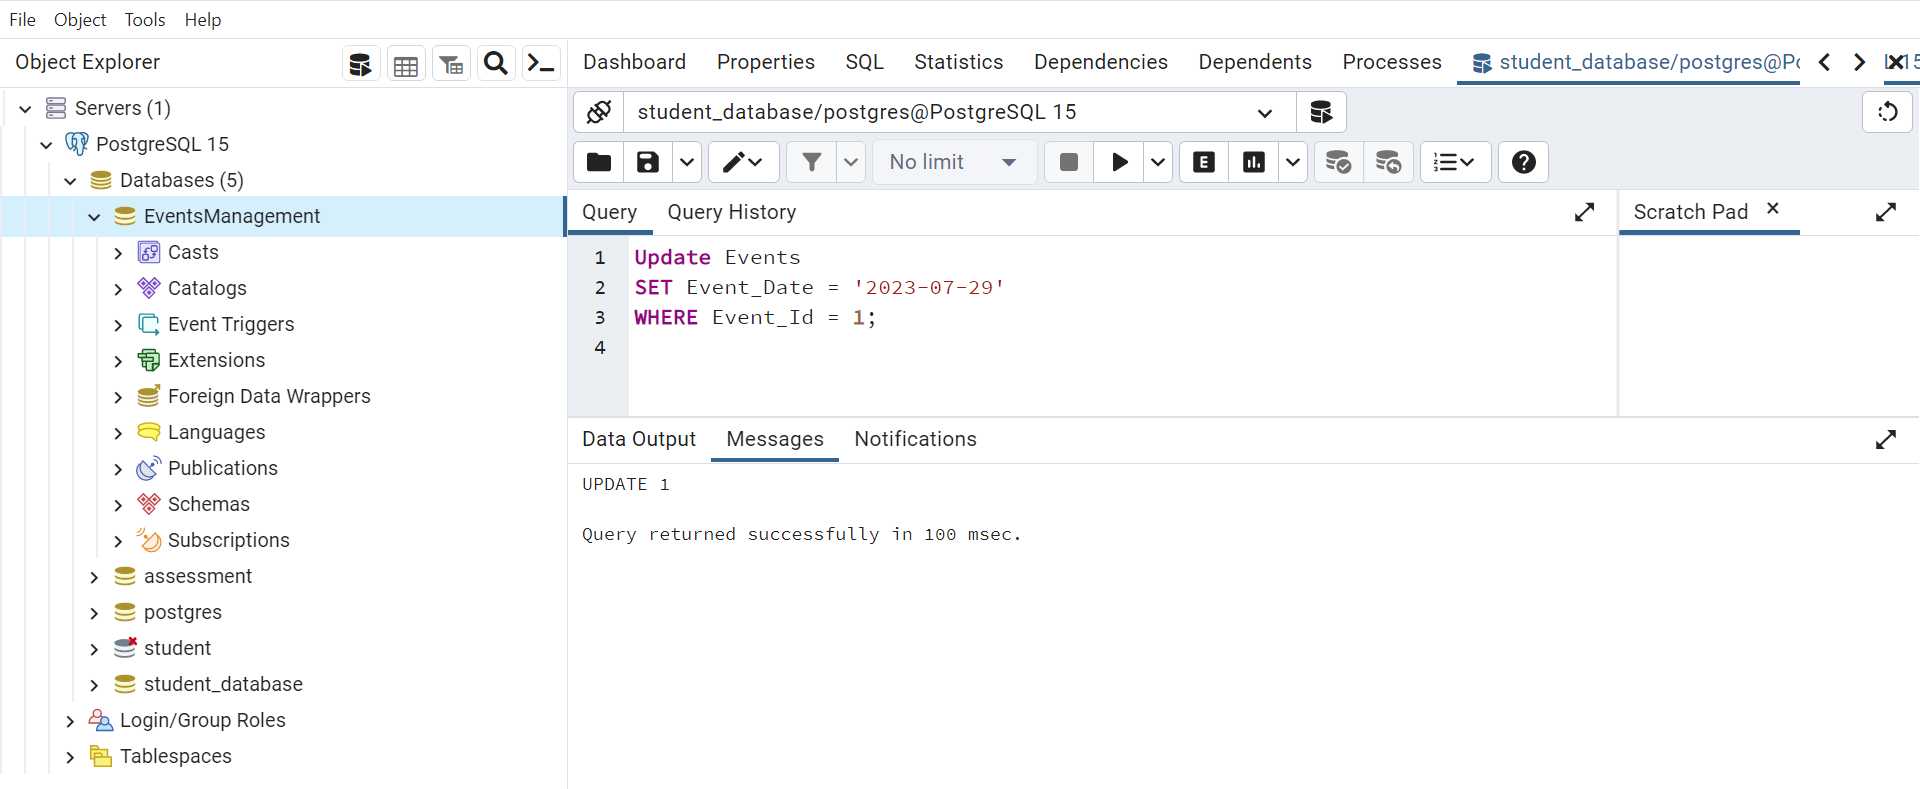 File Object Tools Help
Object Explorer
Dashboard Properties SQL Statistics Dependencies Dependents Processes student_database/postgres@Po
Servers (1)
PostgreSQL 15
Databases (5)
EventsManagement
Casts
Catalogs
Event Triggers
Extensions
Foreign Data Wrappers
Languages
Publications
Schemas
Subscriptions
assessment
postgres
student
student_database
Login/Group Roles
Tablespaces
student_database/postgres@PostgreSQL 15
No limit
E
Query Query History
Scratch Pad
1 Update Events
2 SET Event_Date = '2023-07-29'
3 WHERE Event_Id = 1;
4
Data Output Messages Notifications
UPDATE 1
Query returned successfully in 100 msec.